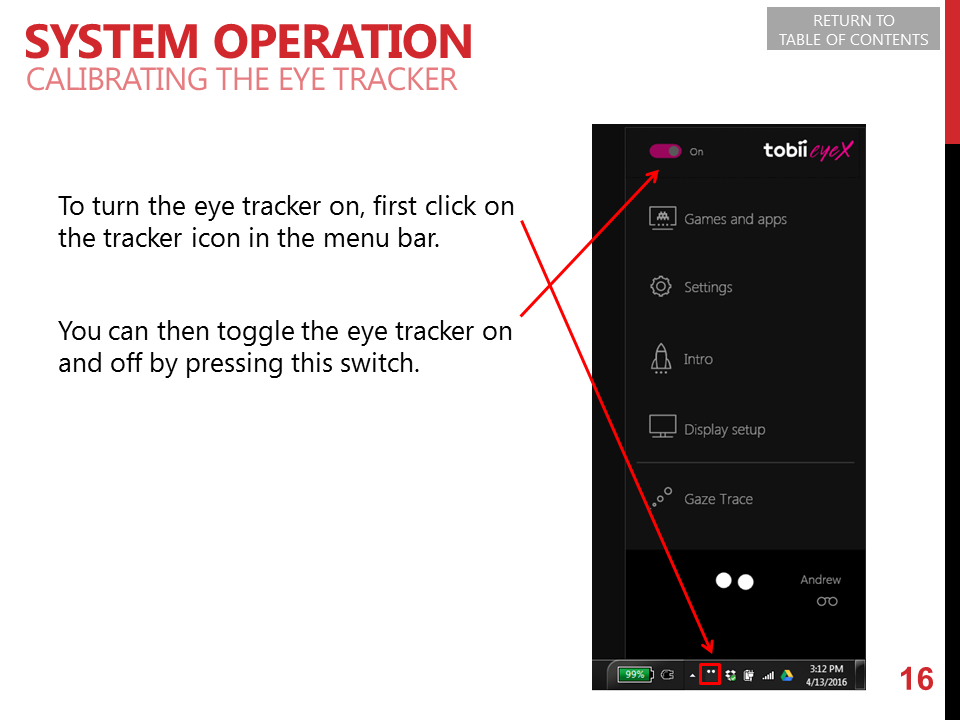 SYSTEM OPERATION
CALIBRATING THE EYE TRACKER
RETURN TO
TABLE OF CONTENTS
To turn the eye tracker on, first click on
the tracker icon in the menu bar.
You can then toggle the eye tracker on
and off by pressing this switch.
On
tobii eyeX
Games and apps
Settings
Intro
Display setup
Gaze Trace
Andrew
99%
3:12 PM
4/13/2016
16